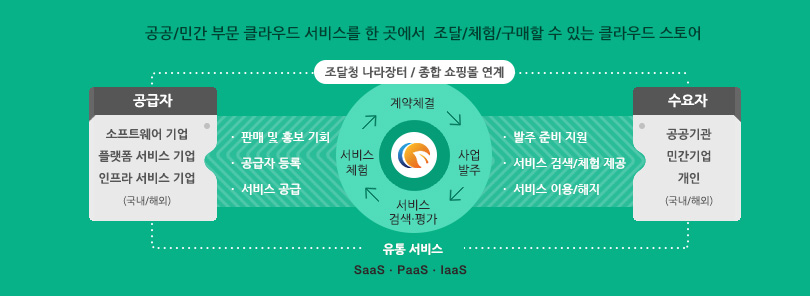 공공/민간 부문 클라우드 서비스를 한 곳에서 조달/체험/구매할 수 있는 클라우드 스토어
조달청 나라장터 / 종합 쇼핑몰 연계
공급자
소프트웨어 기업
플랫폼 서비스 기업
인프라 서비스 기업
(국내/해외)
· 판매 및 홍보 기회
· 공급자 등록
· 서비스 공급
계약체결
서비스
체험
사업
발주
서비스
검색·평가
· 발주 준비 지원
· 서비스 검색/체험 제공
· 서비스 이용/해지
수요자
공공기관
민간기업
개인
(국내/해외)
유통 서비스
SaaS · PaaS · IaaS